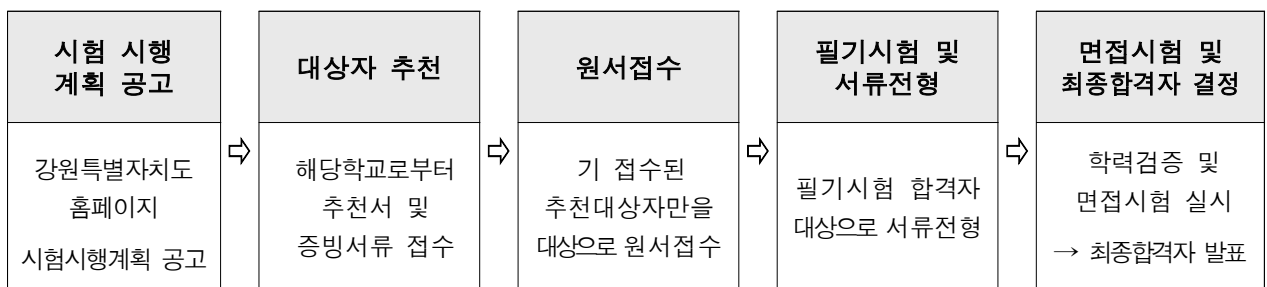 시험 시행
계획 공고
강원특별자치도
홈페이지
시험시행계획 공고
⇨
대상자 추천
해당학교로부터
추천서 및
증빙서류 접수
⇨
원서접수
기 접수된
추천대상자만을
대상으로 원서접수
⇨
필기시험 및
서류전형
필기시험 합격자
대상으로 서류전형
⇨
면접시험 및
최종합격자 결정
학력검증 및
면접시험 실시
→ 최종합격자 발표